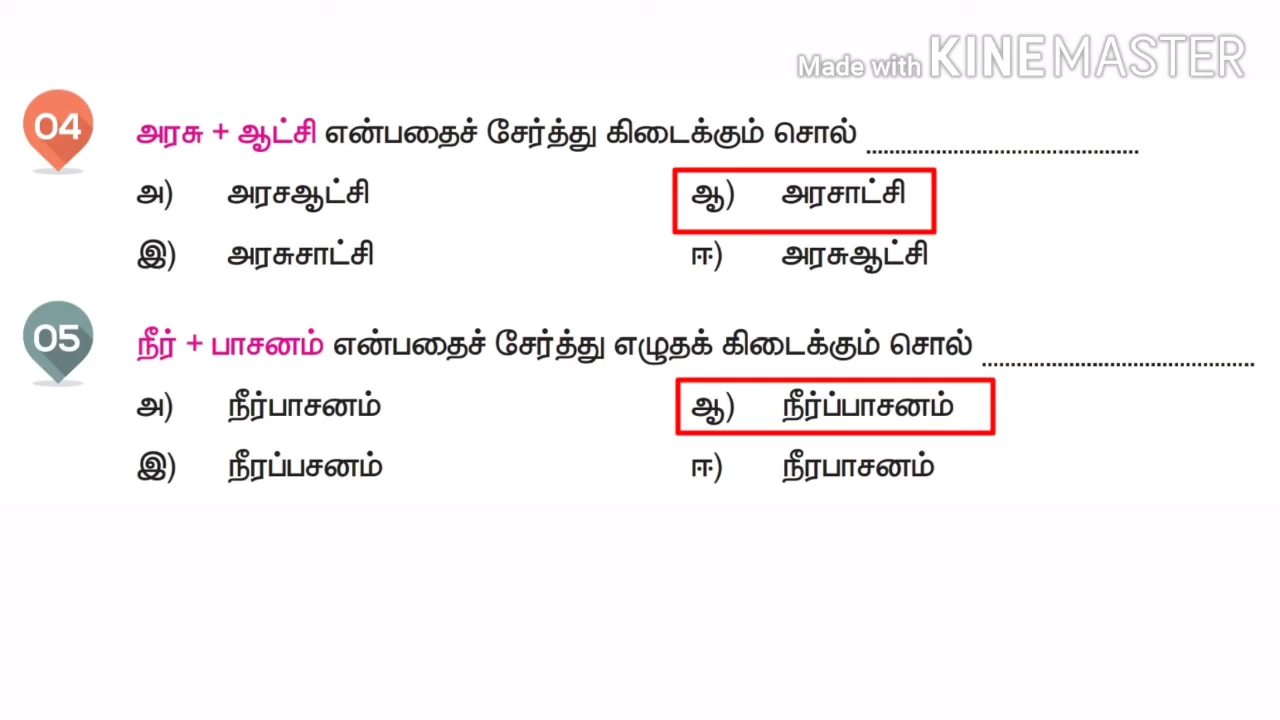 Made with KINEMASTER
04 அரசு + ஆட்சி என்பதைச் சேர்த்து கிடைக்கும் சொல் ........................................
அ) அரசஆட்சி ஆ) அரசாட்சி
இ) அரசுசாட்சி ஈ) அரசுஆட்சி
05 நீர் + பாசனம் என்பதைச் சேர்த்து எழுதக் கிடைக்கும் சொல் ........................................
அ) நீர்பாசனம் ஆ) நீர்ப்பாசனம்
இ) நீரப்பசனம் ஈ) நீரபாசனம்